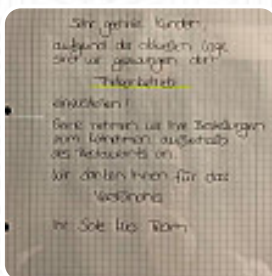 Sehr geehrte Kunden,
aufgrund der aktuellen Lage
sind wir gezwungen den
Thekenbetrieb
einzustellen!
Gerne nehmen wir Ihre Bestellungen
zum Mitnehmen außerhalb
des Restaurants an.
Wir danken Ihnen für das
Verständnis
Ihr Team